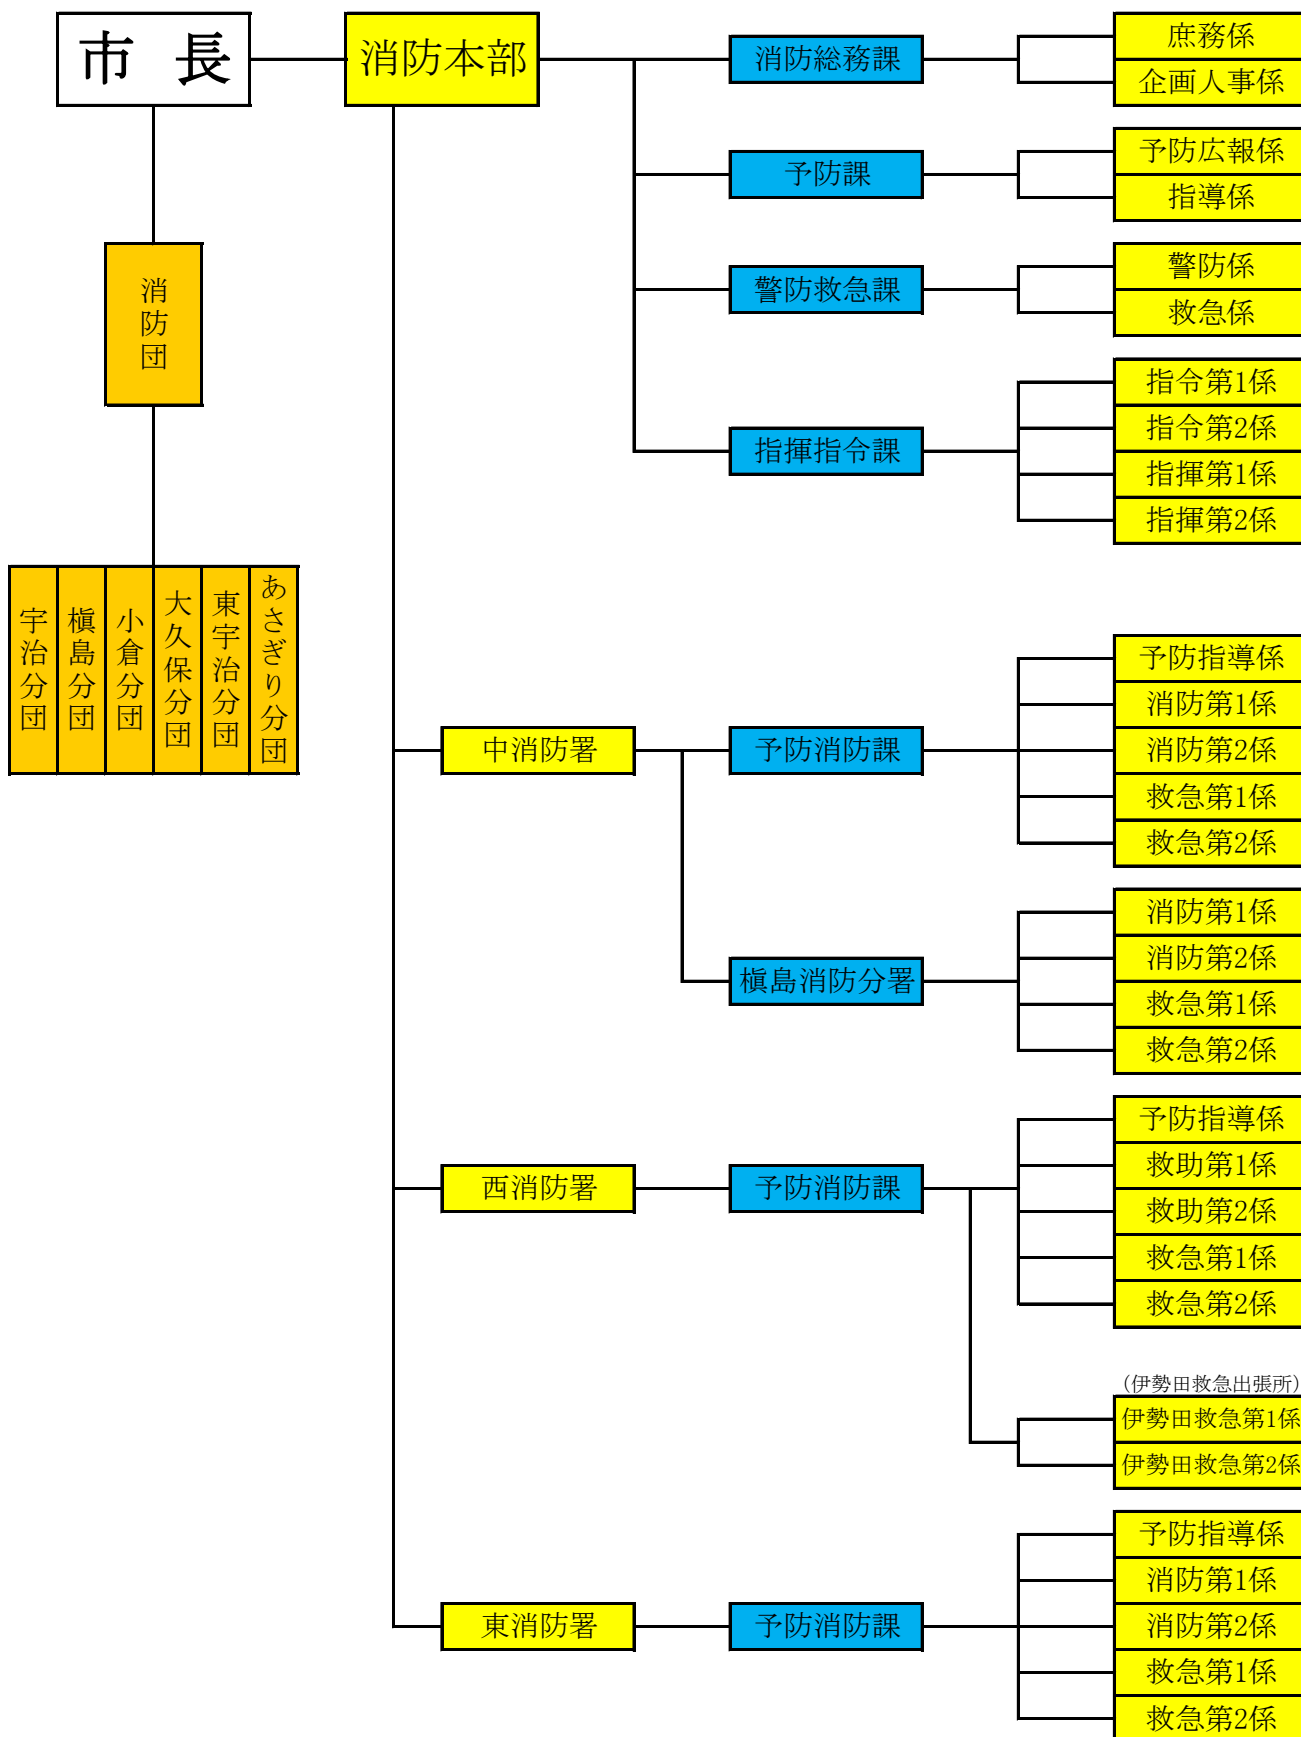 市 長
消防本部
消防総務課
庶務係
企画人事係
予防課
予防広報係
指導係
警防救急課
警防係
救急係
指揮指令課
指令第1係
指令第2係
指揮第1係
指揮第2係
消防団
宇治分団
槇島分団
小倉分団
大久保分団
東宇治分団
あさぎり分団
中消防署
予防消防課
予防指導係
消防第1係
消防第2係
救急第1係
救急第2係
槇島消防分署
消防第1係
消防第2係
救急第1係
救急第2係
西消防署
予防消防課
予防指導係
救助第1係
救助第2係
救急第1係
救急第2係
(伊勢田救急出張所)
伊勢田救急第1係
伊勢田救急第2係
東消防署
予防消防課
予防指導係
消防第1係
消防第2係
救急第1係
救急第2係